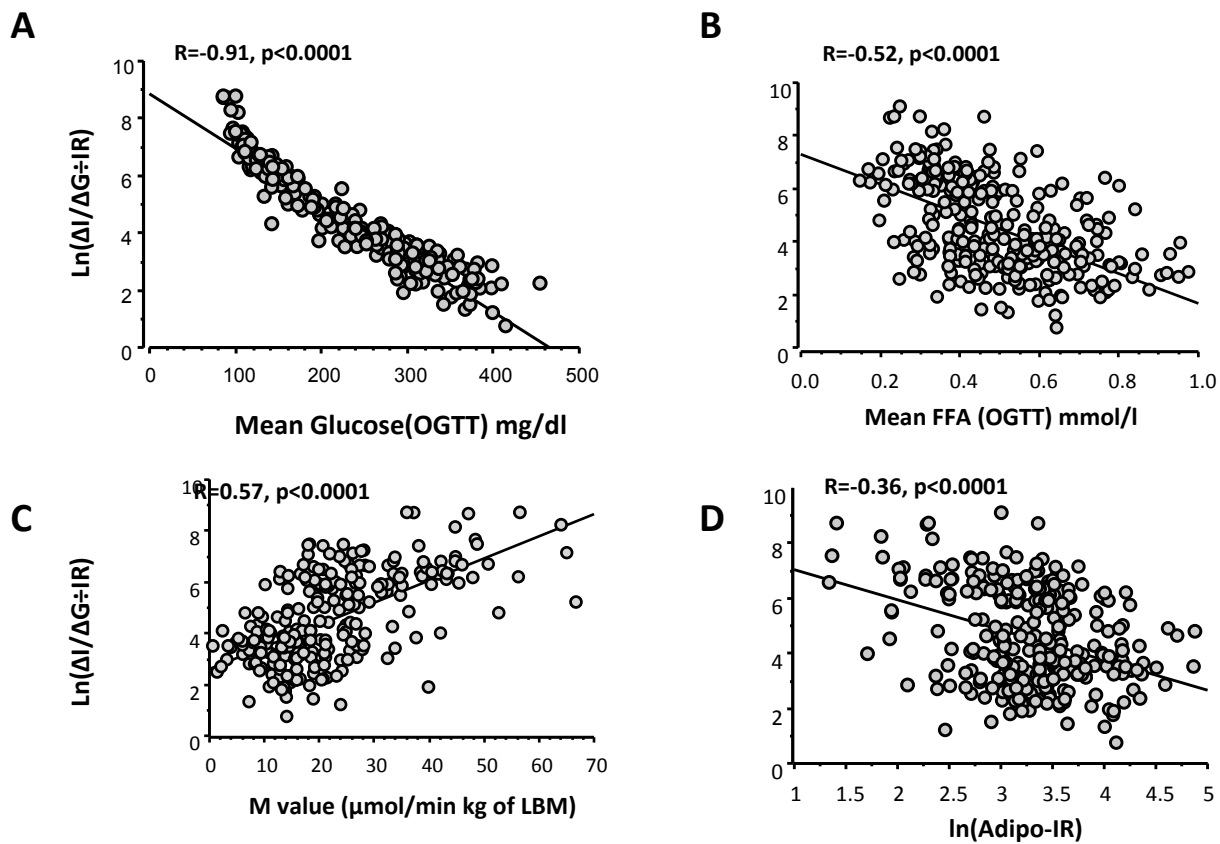 A
R=-0.91, p<0.0001
Ln(ΔI/ΔG÷IR)
10
8
6
4
2
0
0 100 200 300 400 500
Mean Glucose(OGTT) mg/dl
B
R=-0.52, p<0.0001
10
8
6
4
2
0
0.0 0.2 0.4 0.6 0.8 1.0
Mean FFA (OGTT) mmol/l
C
R=0.57, p<0.0001
Ln(ΔI/ΔG÷IR)
10
8
6
4
2
0
0 10 20 30 40 50 60 70
M value (μmol/min kg of LBM)
D
R=-0.36, p<0.0001
10
8
6
4
2
0
1 1.5 2 2.5 3 3.5 4 4.5 5
ln(Adipo-IR)